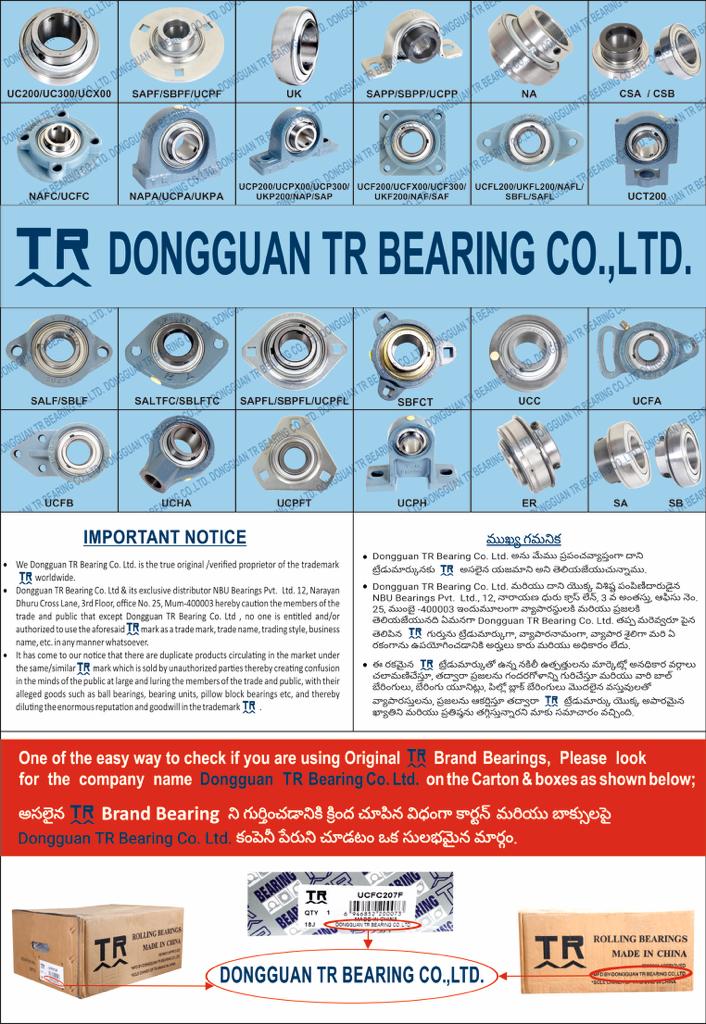 UC200/UC300/UCX00
SAPF/SBPF/UCPF
UK
SAPP/SBPP/UCPP
NA
CSA / CSB
NAFC/UCFC
NAPA/UCPA/UKPA
UCP200/UCPX00/UCP300/
UKP200/NAP/SAP
UCF200/UCFX00/UCF300/
UKF200/NAF/SAF
UCFL200/UKFL200/NAFL/
SBFL/SAFL
UCT200
TR DONGGUAN TR BEARING CO.,LTD.
SALF/SBLF
SALTFC/SBLFTC
SAPFL/SBPFL/UCPFL
SBFCT
UCC
UCFA
UCFB
UCHA
UCPFT
UCPH
ER
SA
SB
IMPORTANT NOTICE
• We Dongguan TR Bearing Co. Ltd. is the true original /verified proprietor of the trademark
TR worldwide.
• Dongguan TR Bearing Co. Ltd & its exclusive distributor NBU Bearings Pvt. Ltd. 12, Narayan
Dhuru Cross Lane, 3rd Floor, office No. 25, Mum-400003 hereby caution the members of the
trade and public that except Dongguan TR Bearing Co. Ltd , no one is entitled and/or
authorized to use the aforesaid TR mark as a trade mark, trade name, trading style, business
name, etc. in any manner whatsoever.
• It has come to our notice that there are duplicate products circulating in the market under
the same/similar TR mark which is sold by unauthorized parties thereby creating confusion
in the minds of the public at large and luring the members of the trade and public, with their
alleged goods such as ball bearings, bearing units, pillow block bearings etc, and thereby
diluting the enormous reputation and goodwill in the trademark TR .
ముఖ్య గమనిక
• Dongguan TR Bearing Co. Ltd. అను మేము ప్రపంచవ్యాప్తంగా దాని
ట్రేడుమార్కునకు TR అసలైన యజమాని అని తెలియజేయుచున్నాము.
• Dongguan TR Bearing Co. Ltd. మరియు దాని యొక్క విశిష్ట పంపిణీదారుడైన
NBU Bearings Pvt. Ltd., 12, నారాయణ ధురు క్రాస్ లేన్, 3 వ అంతస్తు, ఆఫీసు నెం.
25, ముంబై -400003 ఇందుమూలంగా వ్యాపారస్థులకి మరియు ప్రజలకి
తెలియజేయునది ఏమనగా Dongguan TR Bearing Co. Ltd. తప్ప మరెవ్వరూ పైన
తెలిపిన TR గుర్తును ట్రేడుమార్కుగా, వ్యాపారనామంగా, వ్యాపార శైలిగా మరి ఏ
రకంగాను ఉపయోగించడానికి అర్హులు కారు మరియు అధికారం లేదు.
• ఈ రకమైన TR ట్రేడుమార్కుతో ఉన్న నకిలీ ఉత్పత్తులను మార్కెట్లో అనధికార వర్గాలు
చలామణిచేస్తూ, తద్వారా ప్రజలను గందరగోళాన్ని గురిచేస్తూ మరియు వారి బాల్
బేరింగులు, బేరింగు యూనిట్లు, పిల్లో బ్లాక్ బేరింగులు మొదలైన వస్తువులతో
వ్యాపారస్తులను, ప్రజలను ఆకర్షిస్తూ తద్వారా TR ట్రేడుమార్కు యొక్క అపారమైన
ఖ్యాతిని మరియు ప్రతిష్ఠను తగ్గిస్తున్నారని మాకు సమాచారం వచ్చింది.
One of the easy way to check if you are using Original TR Brand Bearings, Please look
for the company name Dongguan TR Bearing Co. Ltd. on the Carton & boxes as shown below;
అసలైన TR Brand Bearing ని గుర్తించడానికి క్రింద చూపిన విధంగా కార్టన్ మరియు బాక్సులపై
Dongguan TR Bearing Co. Ltd. కంపెనీ పేరుని చూడటం ఒక సులభమైన మార్గం.
BEARING
TR UCFC207F
QTY 1
6 946852 200073
18J
MADE IN CHINA
DONGGUAN TR BEARING CO.,LTD.
TR ROLLING BEARINGS
MADE IN CHINA
TR ROLLING BEARINGS
MADE IN CHINA
MFD BY:DONGGUAN TR BEARING CO.,LTD.
DONGGUAN TR BEARING CO.,LTD.